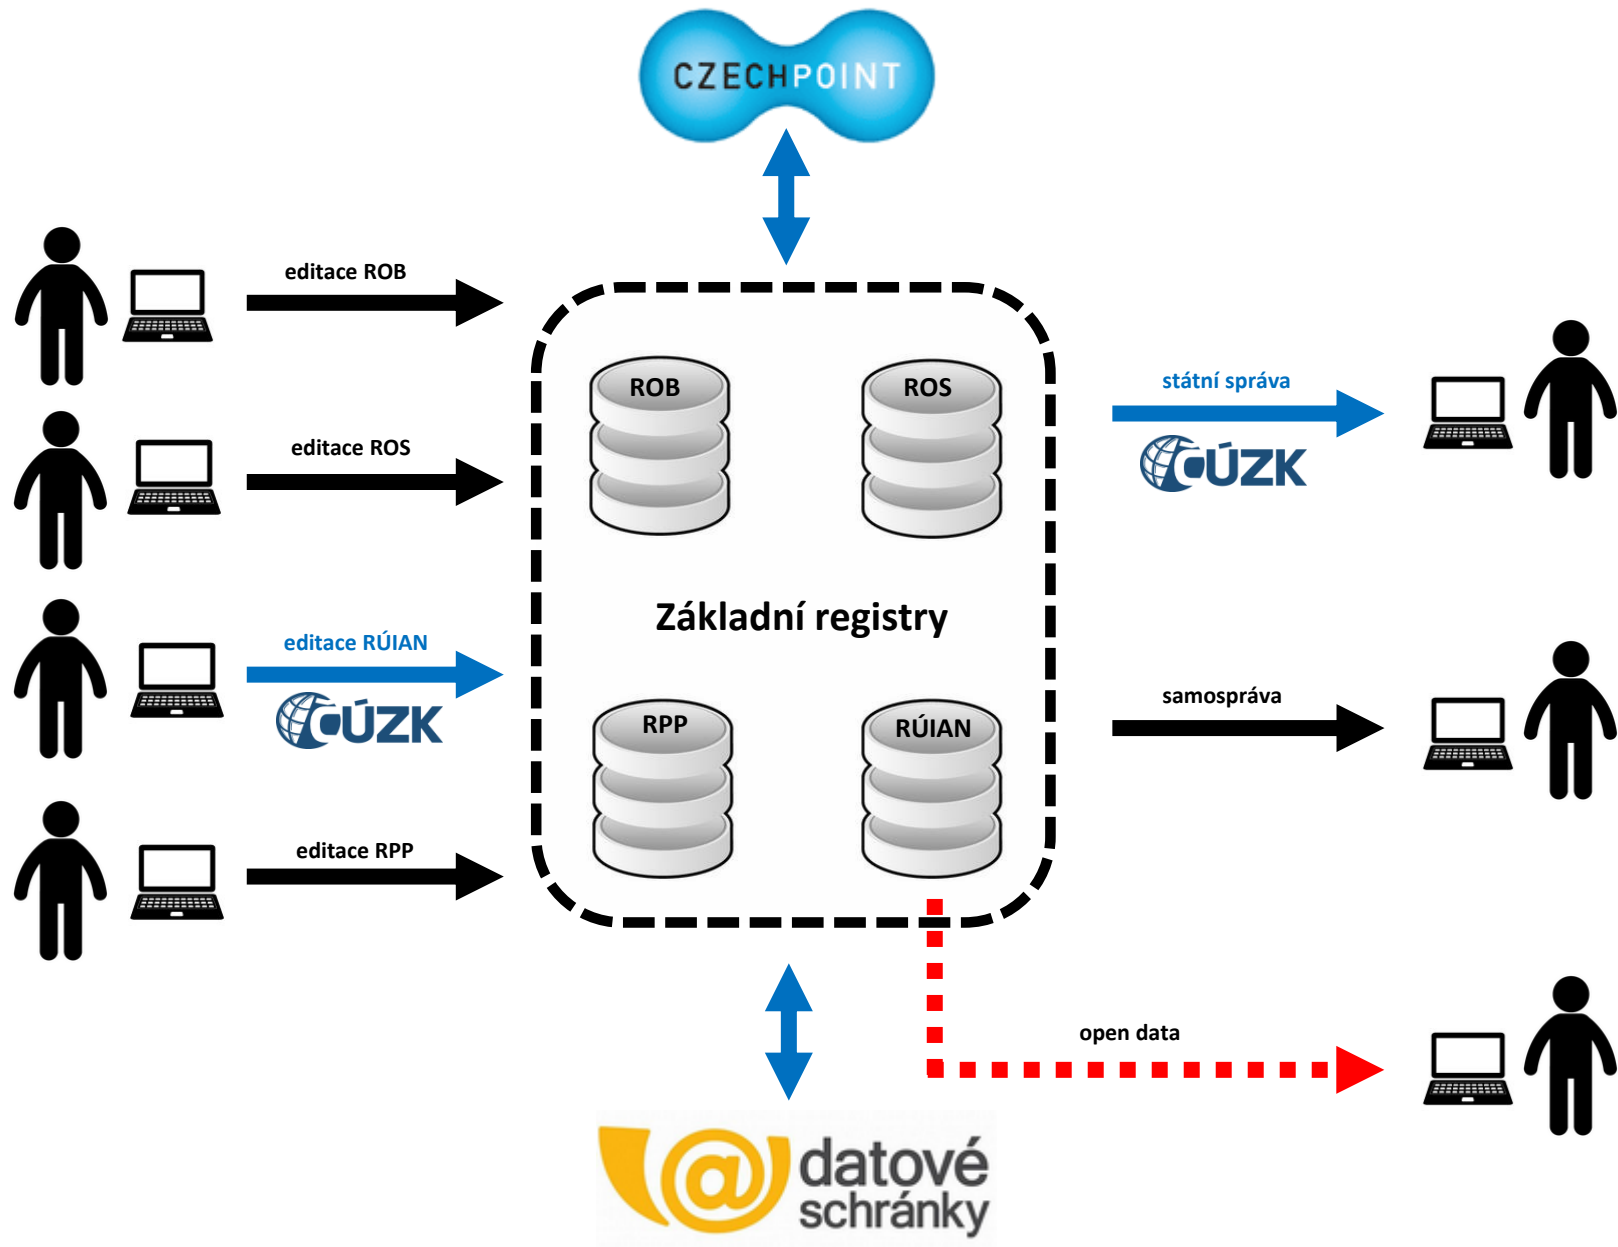 CZECHPOINT
editace ROB
ROB
ROS
státní správa
editace ROS
ČÚZK
Základní registry
editace RÚIAN
ČÚZK
RPP
RÚIAN
samospráva
editace RPP
open data
@ datové
schránky